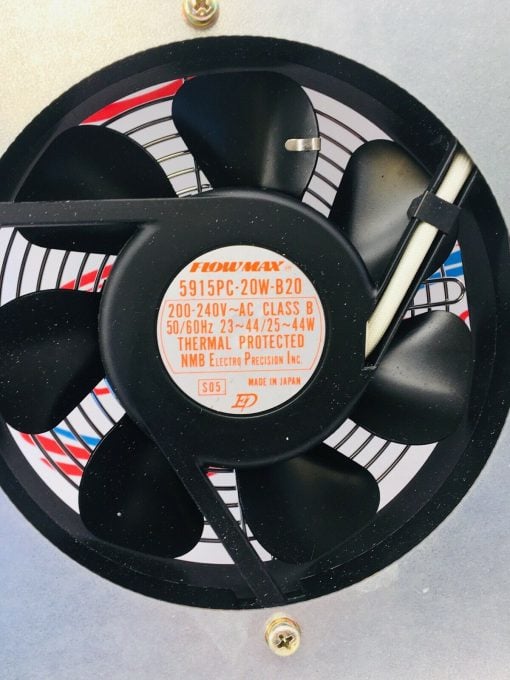 FLOWMAX
5915PC-20W-B20
200-240V~AC CLASS B
50/60Hz 23~44/25~44W
THERMAL PROTECTED
NMB ELECTRO PRECISION INC.
S05 MADE IN JAPAN